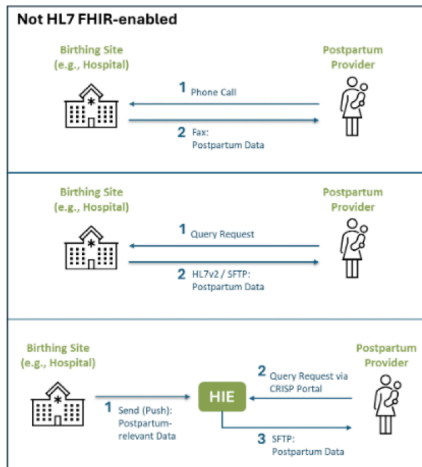 Not HL7 FHIR-enabled
Birthing Site
(e.g., Hospital)
Postpartum
Provider
1 Phone Call
2 Fax:
Postpartum Data
Birthing Site
(e.g., Hospital)
Postpartum
Provider
1 Query Request
2 HL7v2 / SFTP:
Postpartum Data
Birthing Site
(e.g., Hospital)
Postpartum
Provider
2 Query Request via
CRISP Portal
HIE
1 Send (Push):
Postpartum-
relevant Data
3 SFTP:
Postpartum Data